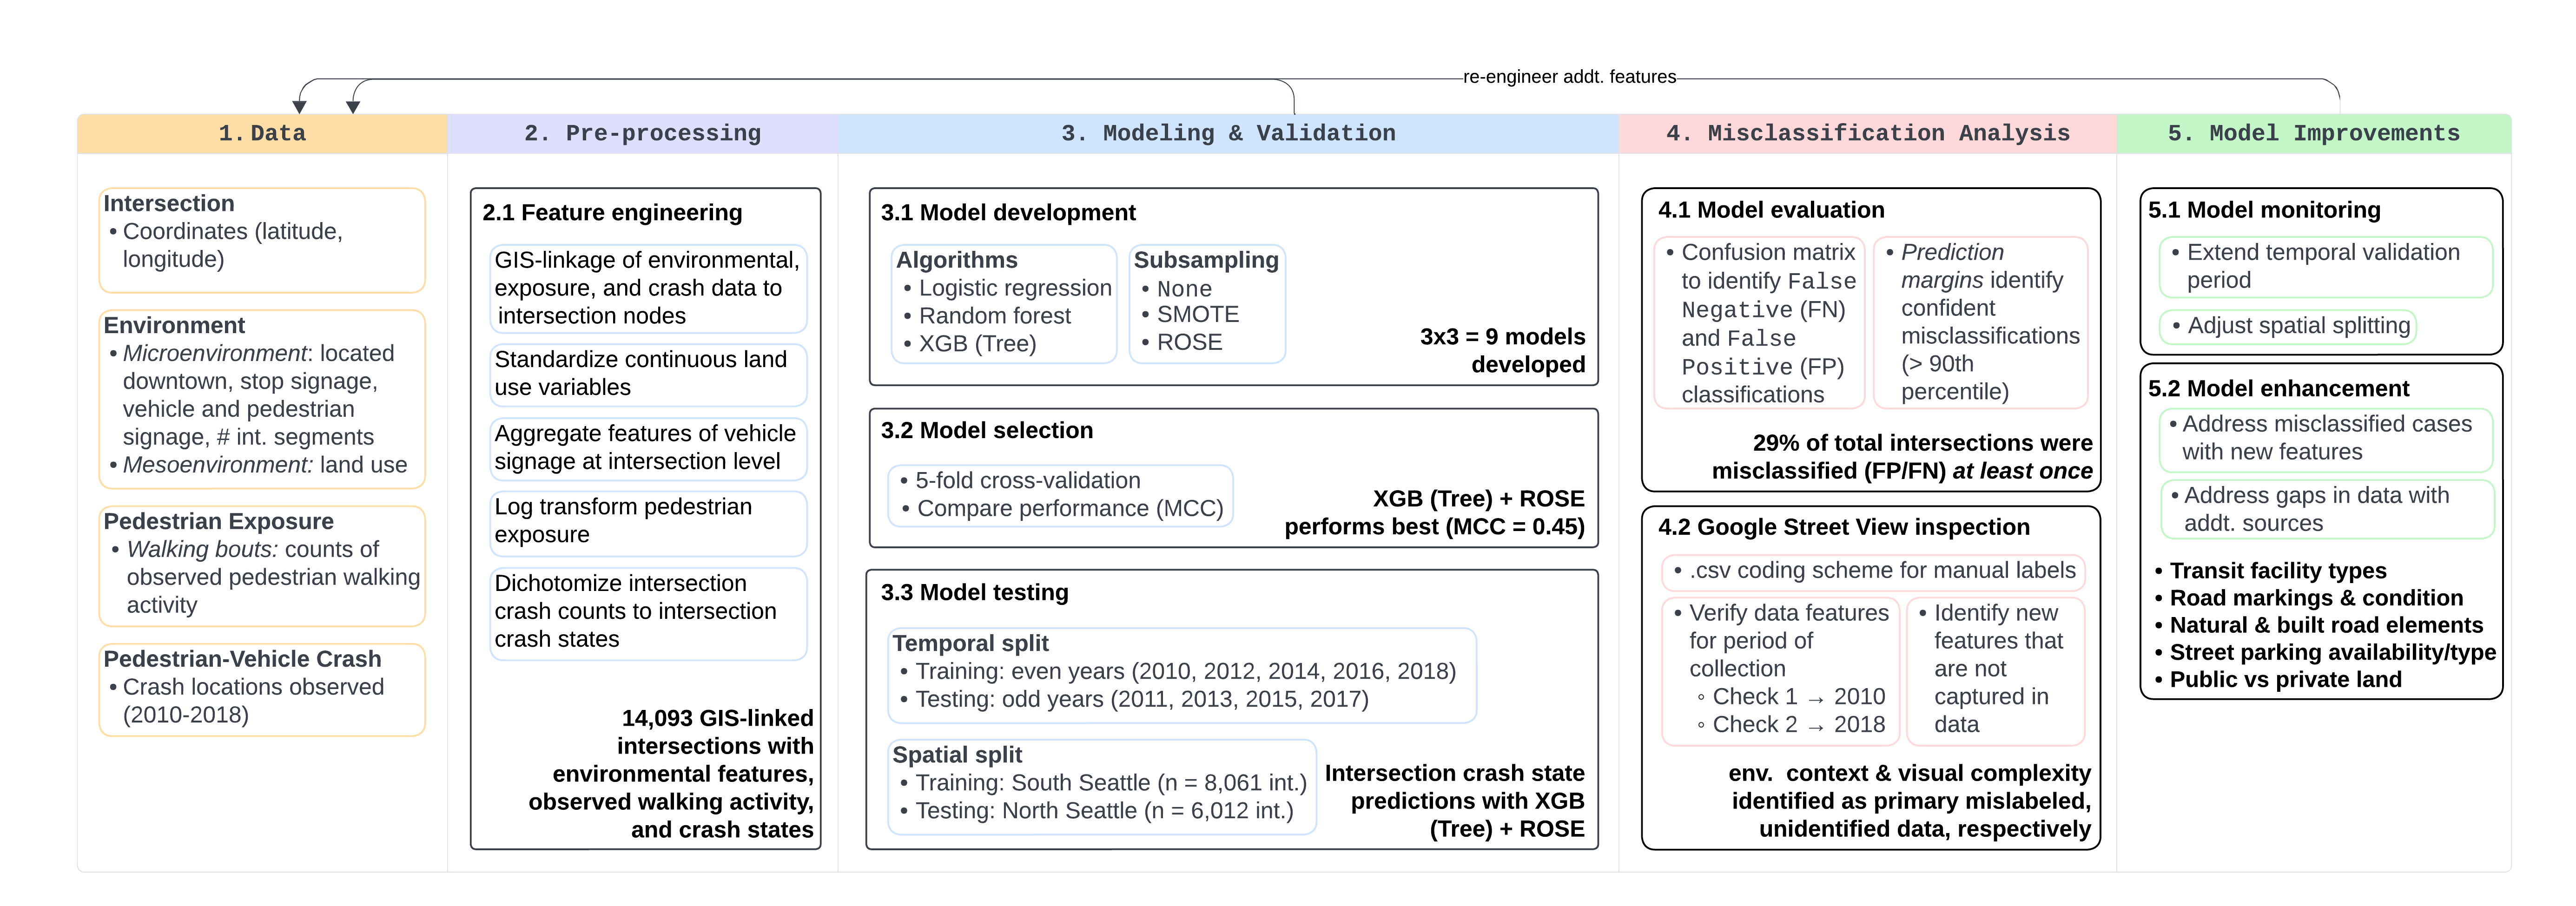 re-engineer addt. features
1. Data
Intersection
• Coordinates (latitude,
longitude)
Environment
• Microenvironment: located
downtown, stop signage,
vehicle and pedestrian
signage, # int. segments
• Mesoenvironment: land use
Pedestrian Exposure
• Walking bouts: counts of
observed pedestrian walking
activity
Pedestrian-Vehicle Crash
• Crash locations observed
(2010-2018)
2. Pre-processing
2.1 Feature engineering
GIS-linkage of environmental,
exposure, and crash data to
intersection nodes
Standardize continuous land
use variables
Aggregate features of vehicle
signage at intersection level
Log transform pedestrian
exposure
Dichotomize intersection
crash counts to intersection
crash states
14,093 GIS-linked
intersections with
environmental features,
observed walking activity,
and crash states
3. Modeling & Validation
3.1 Model development
Algorithms
• Logistic regression
• Random forest
• XGB (Tree)
Subsampling
• None
• SMOTE
• ROSE
3x3 = 9 models
developed
3.2 Model selection
• 5-fold cross-validation
• Compare performance (MCC)
XGB (Tree) + ROSE
performs best (MCC = 0.45)
3.3 Model testing
Temporal split
• Training: even years (2010, 2012, 2014, 2016, 2018)
• Testing: odd years (2011, 2013, 2015, 2017)
Spatial split
• Training: South Seattle (n = 8,061 int.)
• Testing: North Seattle (n = 6,012 int.)
Intersection crash state
predictions with XGB
(Tree) + ROSE
4. Misclassification Analysis
4.1 Model evaluation
• Confusion matrix
to identify False
Negative (FN)
and False
Positive (FP)
classifications
• Prediction
margins identify
confident
misclassifications
(> 90th
percentile)
29% of total intersections were
misclassified (FP/FN) at least once
4.2 Google Street View inspection
• .csv coding scheme for manual labels
• Verify data features
for period of
collection
◦ Check 1 → 2010
◦ Check 2 → 2018
• Identify new
features that
are not
captured in
data
env. context & visual complexity
identified as primary mislabeled,
unidentified data, respectively
5. Model Improvements
5.1 Model monitoring
• Extend temporal validation
period
• Adjust spatial splitting
5.2 Model enhancement
• Address misclassified cases
with new features
• Address gaps in data with
addt. sources
• Transit facility types
• Road markings & condition
• Natural & built road elements
• Street parking availability/type
• Public vs private land